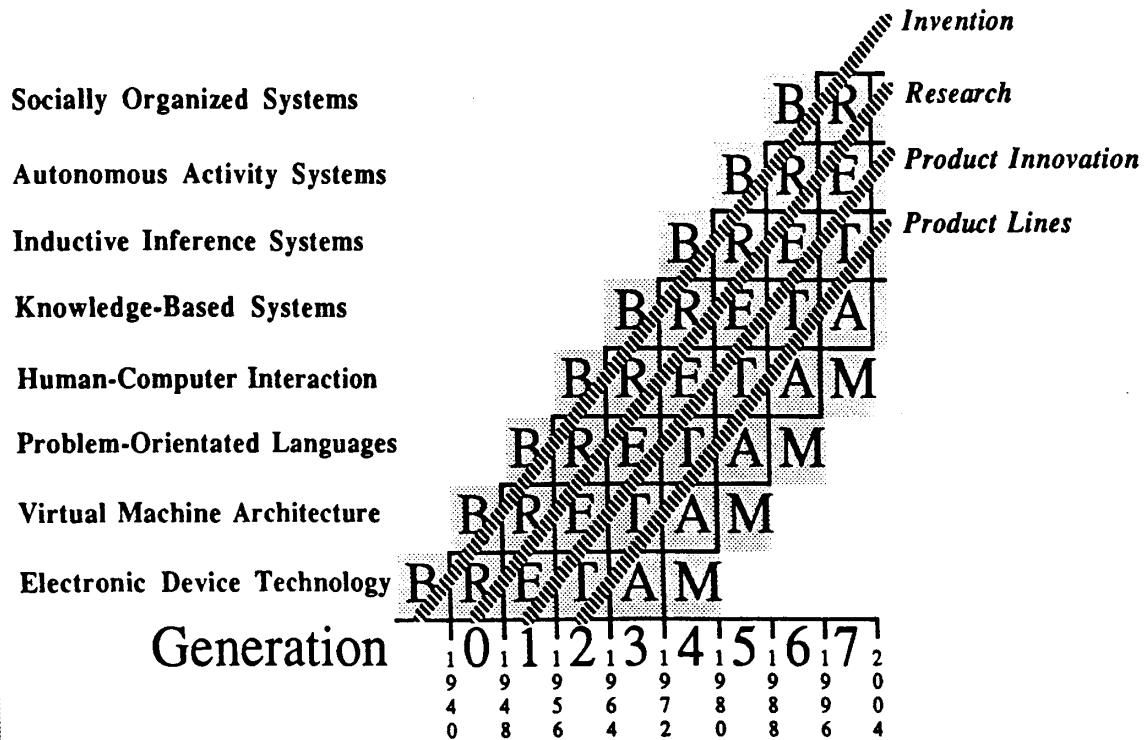 Invention
Socially Organized Systems B R Research
Autonomous Activity Systems B R E Product Innovation
Inductive Inference Systems B R E T Product Lines
Knowledge-Based Systems B R E T A
Human-Computer Interaction B R E T A M
Problem-Orientated Languages B R E T A M
Virtual Machine Architecture B R E T A M
Electronic Device Technology B R E T A M
Generation 0 1 2 3 4 5 6 7
1940 1948 1956 1964 1972 1980 1988 1996 2004